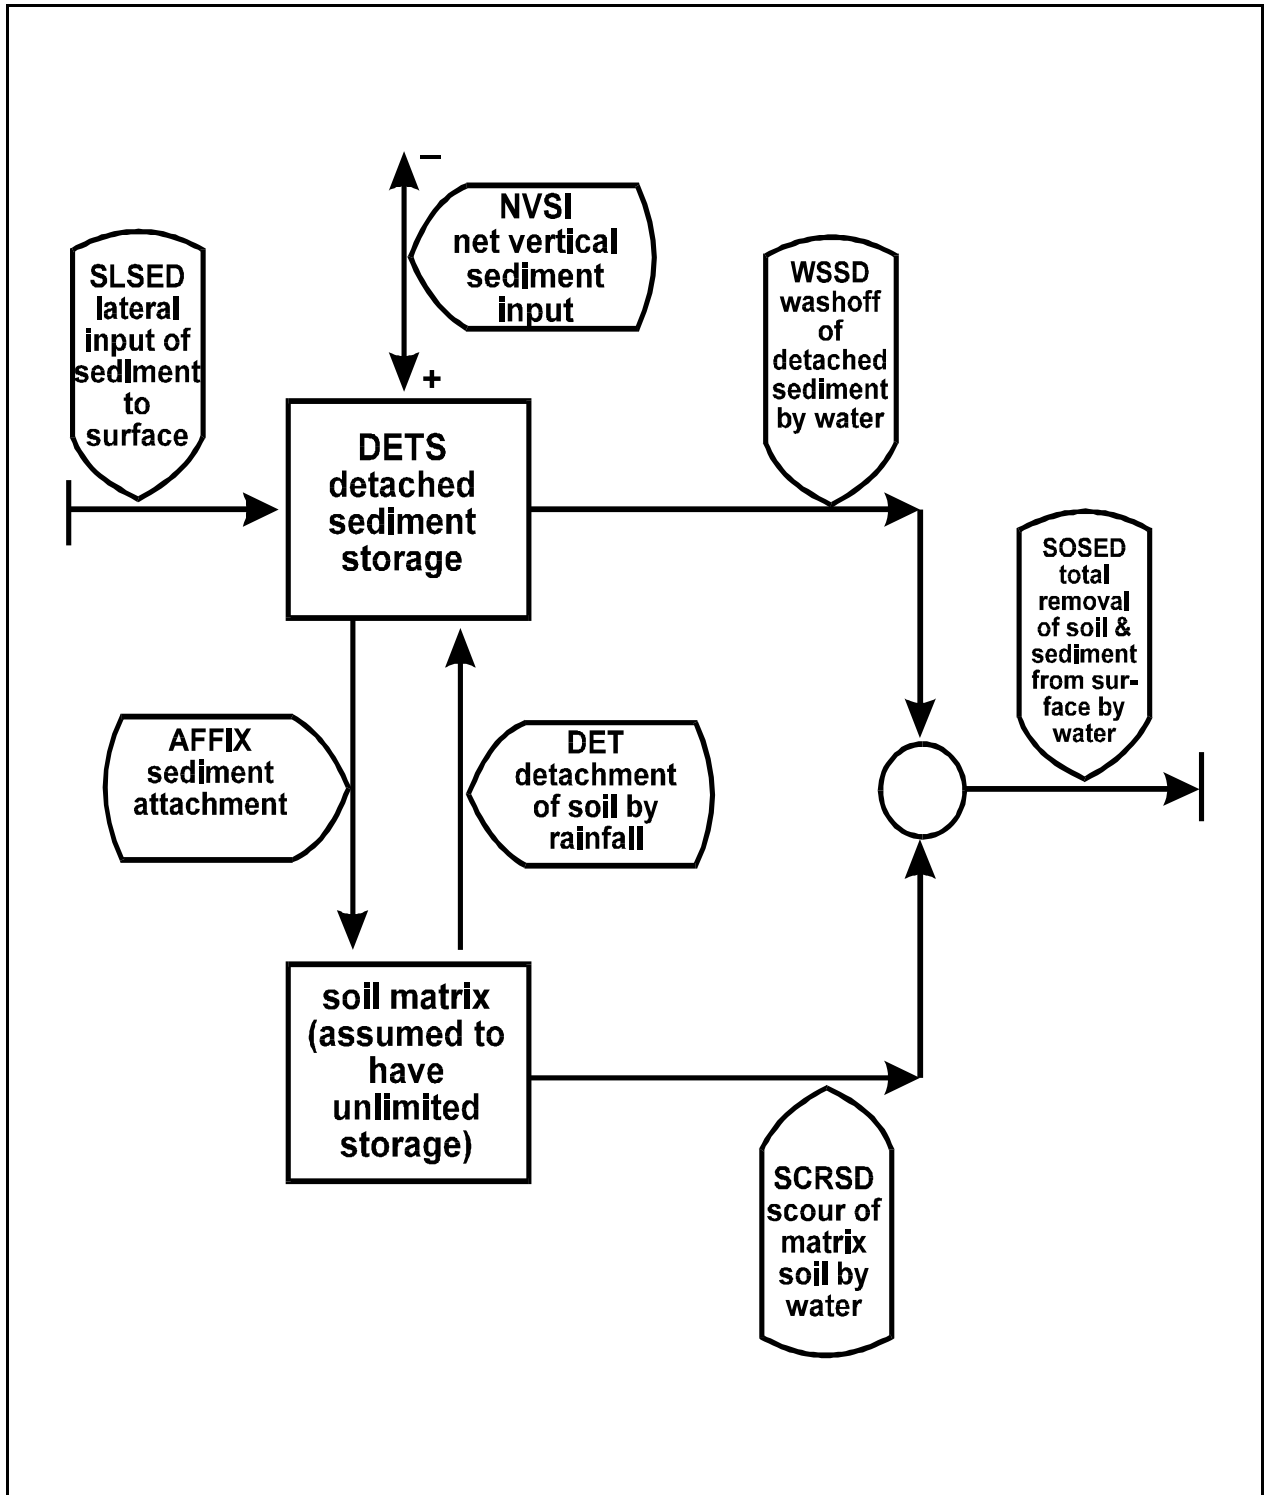 –
NVSI
net vertical
sediment
input
+
SLSED
lateral
input of
sedIment
to
surface
WSSD
washoff
of
detached
sediment
by water
DETS
detached
sediment
storage
SOSED
total
removal
of soil &
sediment
from sur-
face by
water
AFFIX
sediment
attachment
DET
detachment
of soil by
rainfall
soil matrix
(assumed to
have
unlimited
storage)
SCRSD
scour of
matrix
soil by
water